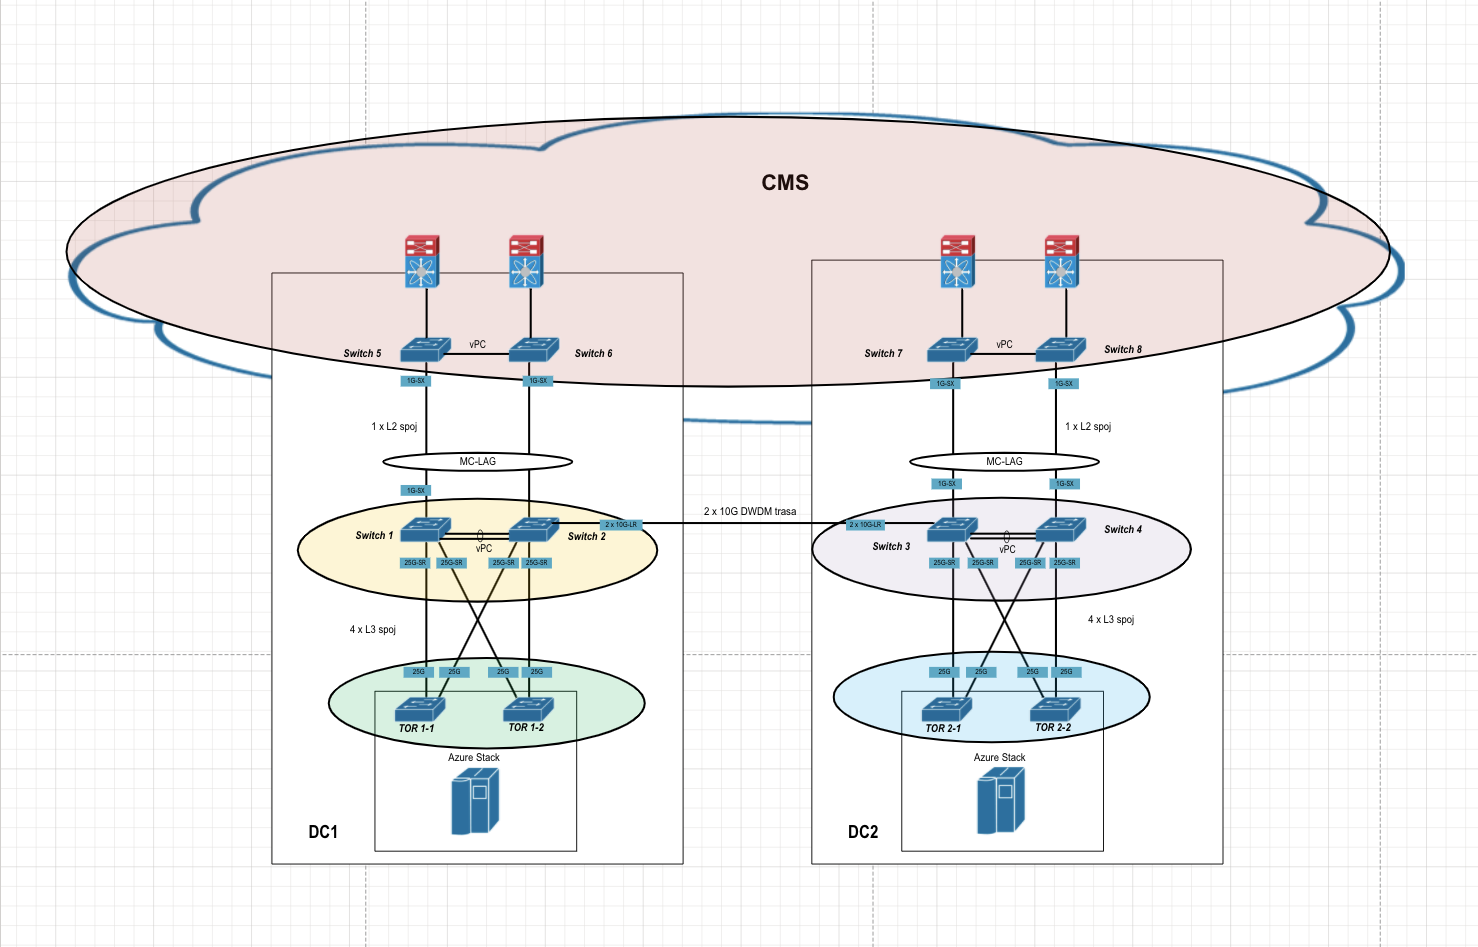 CMS
Switch 5
vPC
Switch 6
Switch 7
vPC
Switch 8
1G-SX
1G-SX
1G-SX
1G-SX
1 x L2 spoj
1 x L2 spoj
MC-LAG
MC-LAG
1G-SX
1G-SX
1G-SX
2 x 10G DWDM trasa
2 x 10G-LR
2 x 10G-LR
Switch 1
Switch 2
vPC
Switch 3
Switch 4
vPC
25G-SR
25G-SR
25G-SR
25G-SR
25G-SR
25G-SR
25G-SR
25G-SR
4 x L3 spoj
4 x L3 spoj
25G
25G
25G
25G
25G
25G
25G
25G
TOR 1-1
TOR 1-2
TOR 2-1
TOR 2-2
Azure Stack
Azure Stack
DC1
DC2